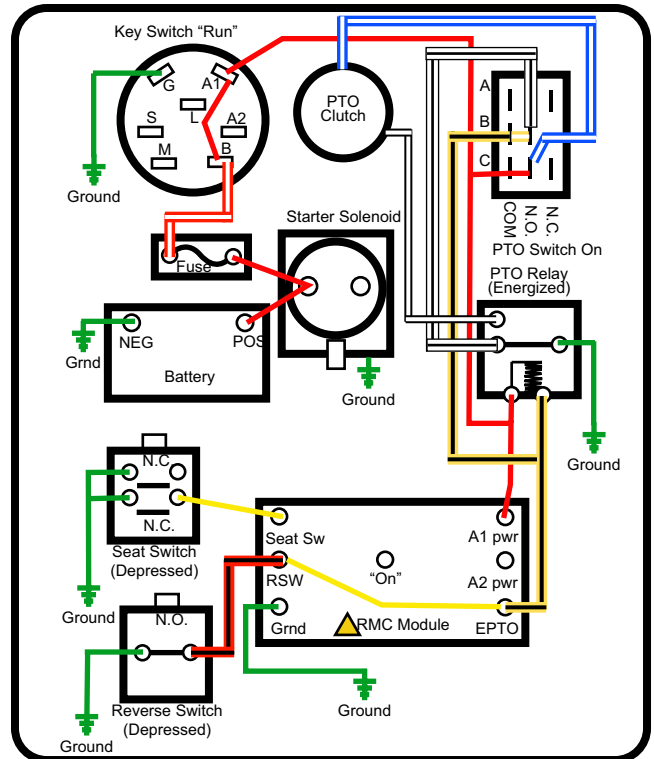 Key Switch “Run”
G
A1
L
S
A2
M
B
Ground
PTO
Clutch
A
B
C
COM
N.O.
N.C.
PTO Switch On
PTO Relay
(Energized)
Starter Solenoid
Fuse
NEG
POS
Grnd
Battery
Ground
Ground
N.C.
N.C.
Seat Switch
(Depressed)
Ground
Seat Sw
A1 pwr
RSW
“On”
A2 pwr
Grnd
RMC Module
EPTO
N.O.
Reverse Switch
(Depressed)
Ground
Ground